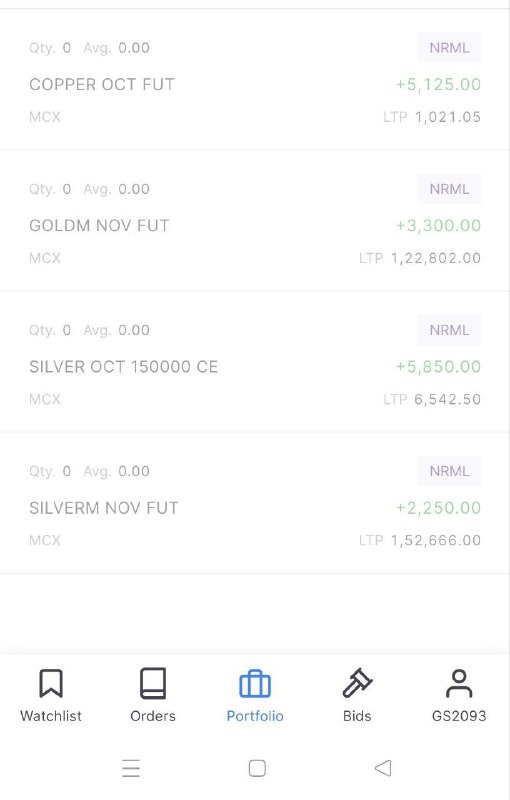 Qty. 0 Avg. 0.00 NRML
COPPER OCT FUT +5,125.00
MCX LTP 1,021.05
Qty. 0 Avg. 0.00 NRML
GOLDM NOV FUT +3,300.00
MCX LTP 1,22,802.00
Qty. 0 Avg. 0.00 NRML
SILVER OCT 150000 CE +5,850.00
MCX LTP 6,542.50
Qty. 0 Avg. 0.00 NRML
SILVERM NOV FUT +2,250.00
MCX LTP 1,52,666.00
Watchlist Orders Portfolio Bids GS2093